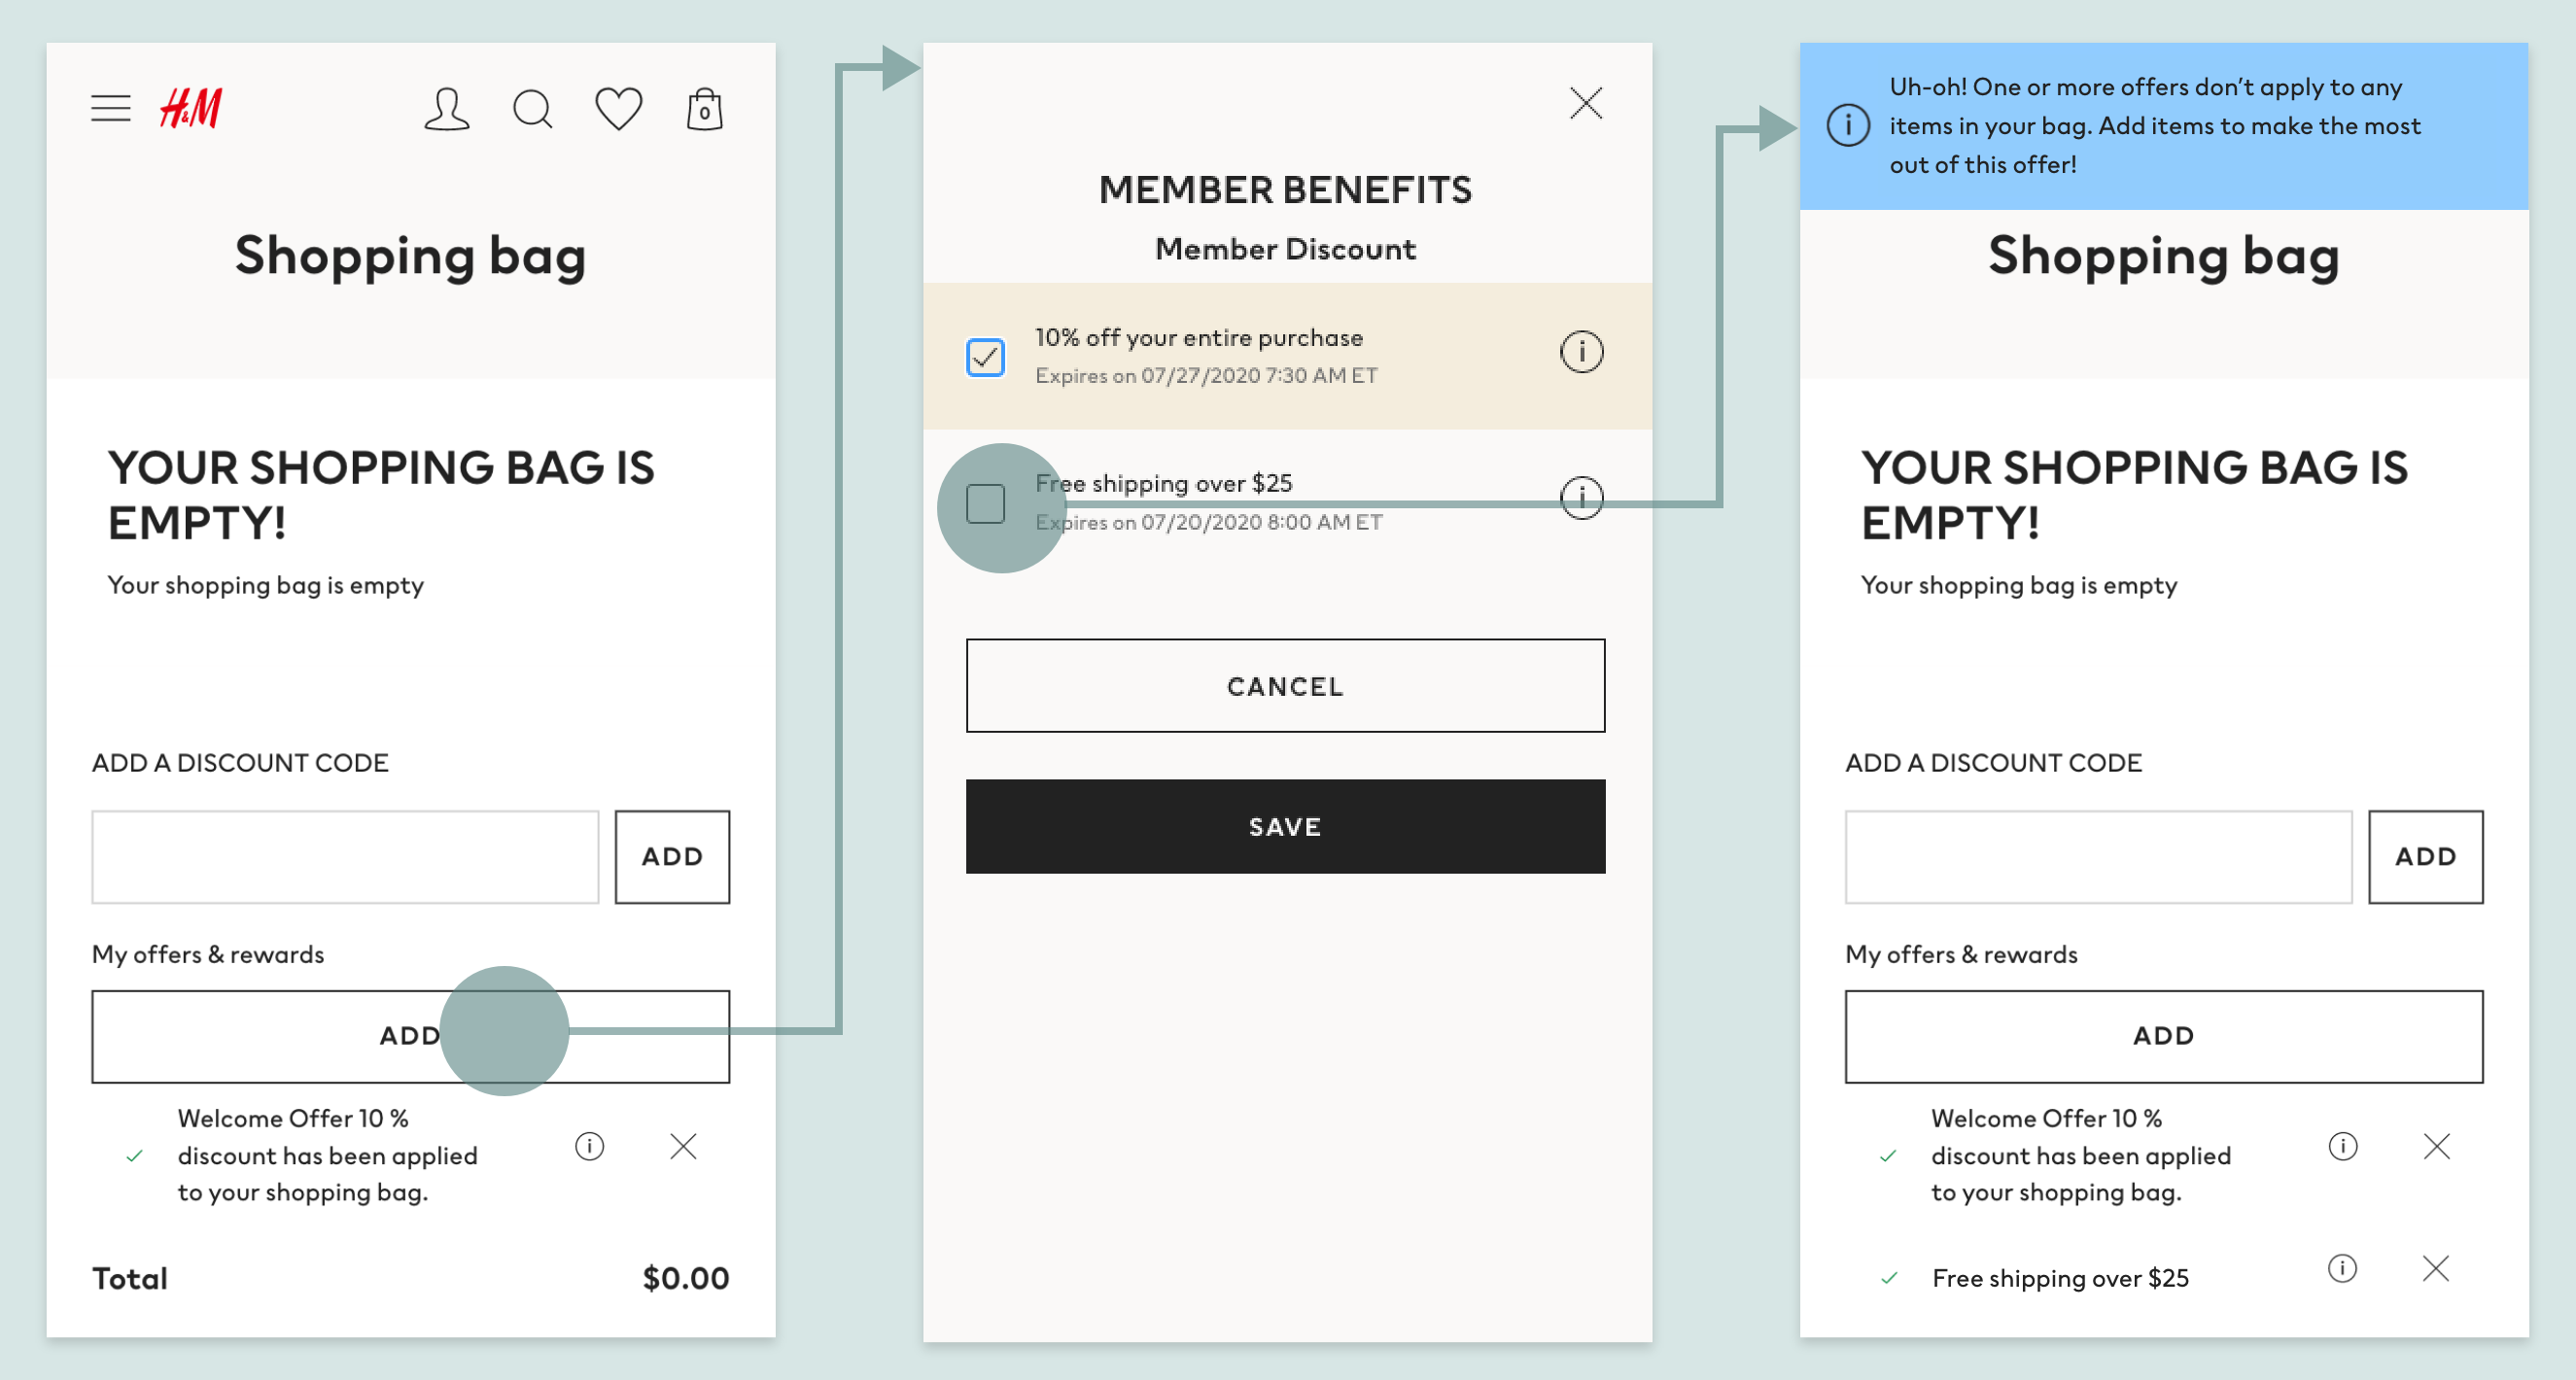 H&M
0
Shopping bag
YOUR SHOPPING BAG IS
EMPTY!
Your shopping bag is empty
ADD A DISCOUNT CODE
ADD
My offers & rewards
ADD
Welcome Offer 10 %
discount has been applied
to your shopping bag.
Total $0.00
MEMBER BENEFITS
Member Discount
10% off your entire purchase
Expires on 07/27/2020 7:30 AM ET
Free shipping over $25
Expires on 07/20/2020 8:00 AM ET
CANCEL
SAVE
Uh-oh! One or more offers don't apply to any
items in your bag. Add items to make the most
out of this offer!
Shopping bag
YOUR SHOPPING BAG IS
EMPTY!
Your shopping bag is empty
ADD A DISCOUNT CODE
ADD
My offers & rewards
ADD
Welcome Offer 10 %
discount has been applied
to your shopping bag.
Free shipping over $25